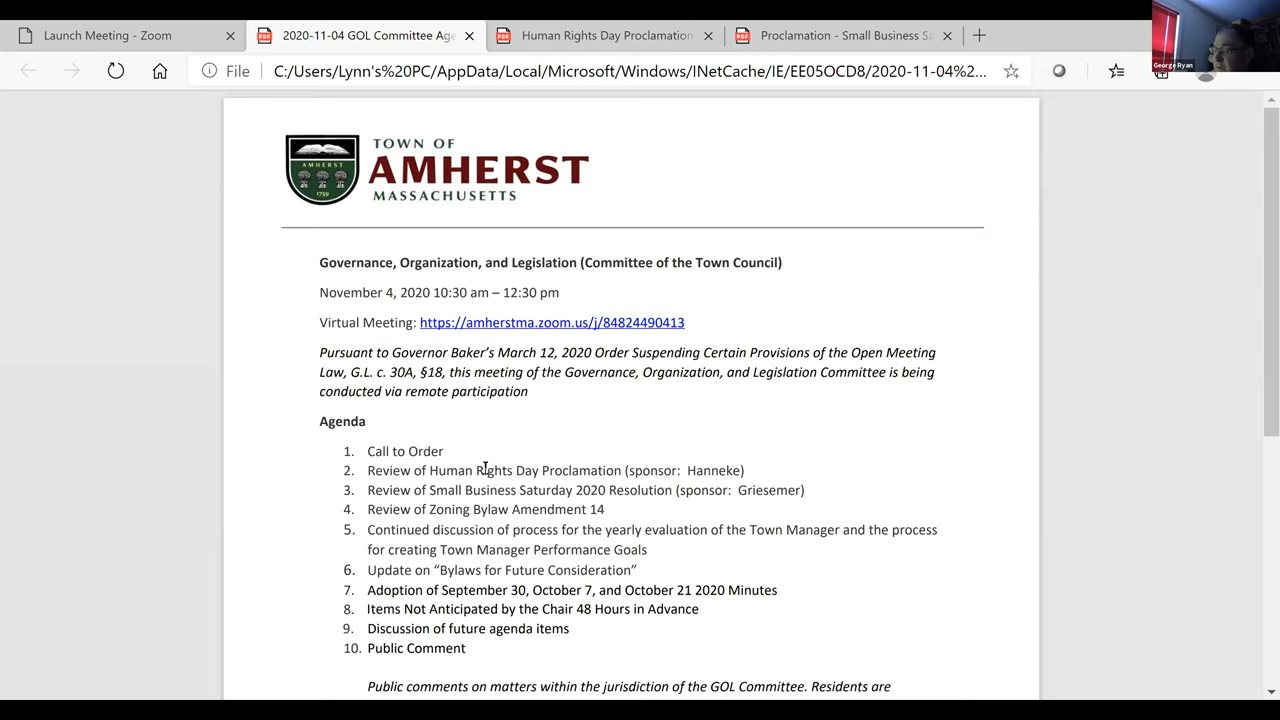 Launch Meeting - Zoom
2020-11-04 GOL Committee Age
Human Rights Day Proclamation
Proclamation - Small Business Sa
George Ryan
File
C:/Users/Lynn's%20PC/AppData/Local/Microsoft/Windows/INetCache/IE/EE05OCD8/2020-11-04%2...
TOWN OF
AMHERST
MASSACHUSETTS
AMHERST
1759
Governance, Organization, and Legislation (Committee of the Town Council)
November 4, 2020 10:30 am – 12:30 pm
Virtual Meeting: https://amherstma.zoom.us/j/84824490413
Pursuant to Governor Baker’s March 12, 2020 Order Suspending Certain Provisions of the Open Meeting
Law, G.L. c. 30A, §18, this meeting of the Governance, Organization, and Legislation Committee is being
conducted via remote participation
Agenda
1. Call to Order
2. Review of Human Rights Day Proclamation (sponsor: Hanneke)
3. Review of Small Business Saturday 2020 Resolution (sponsor: Griesemer)
4. Review of Zoning Bylaw Amendment 14
5. Continued discussion of process for the yearly evaluation of the Town Manager and the process
for creating Town Manager Performance Goals
6. Update on “Bylaws for Future Consideration”
7. Adoption of September 30, October 7, and October 21 2020 Minutes
8. Items Not Anticipated by the Chair 48 Hours in Advance
9. Discussion of future agenda items
10. Public Comment
Public comments on matters within the jurisdiction of the GOL Committee. Residents are